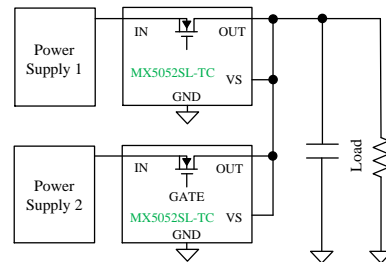 Power
Supply 1
IN
OUT
MX5052SL-TC
VS
GND
Power
Supply 2
IN
OUT
GATE
MX5052SL-TC
VS
GND
Load